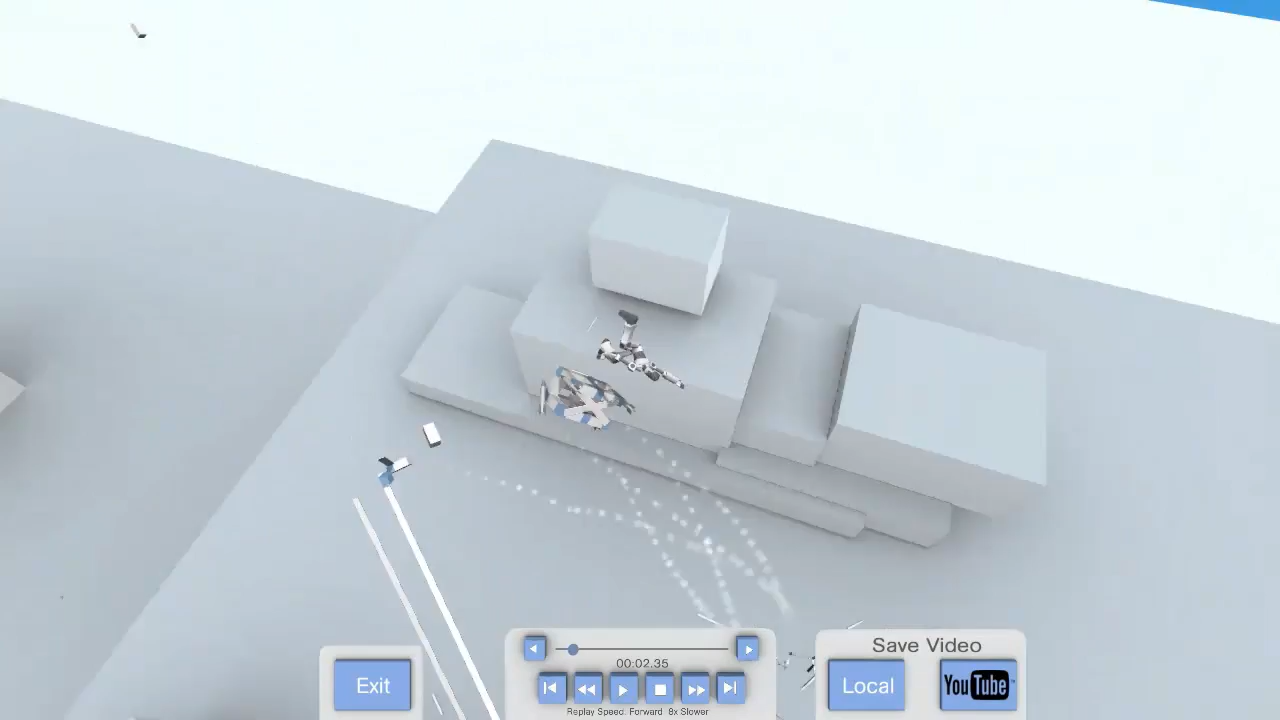 Exit
00:02.35
Replay Speed: Forward 8x Slower
Save Video
Local
YouTube